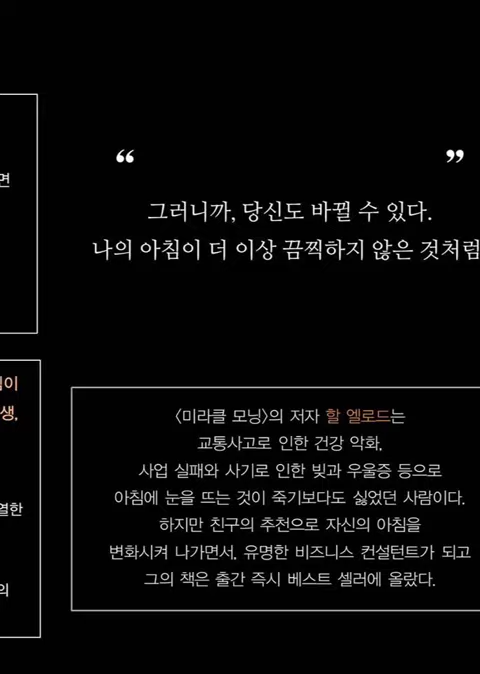 면
“ ”
그러니까, 당신도 바뀔 수 있다.
나의 아침이 더 이상 끔찍하지 않은 것처럼
이
생,
열한
의
<미라클 모닝>의 저자 할 엘로드는
교통사고로 인한 건강 악화,
사업 실패와 사기로 인한 빚과 우울증 등으로
아침에 눈을 뜨는 것이 죽기보다도 싫었던 사람이다.
하지만 친구의 추천으로 자신의 아침을
변화시켜 나가면서, 유명한 비즈니스 컨설턴트가 되고
그의 책은 출간 즉시 베스트 셀러에 올랐다.